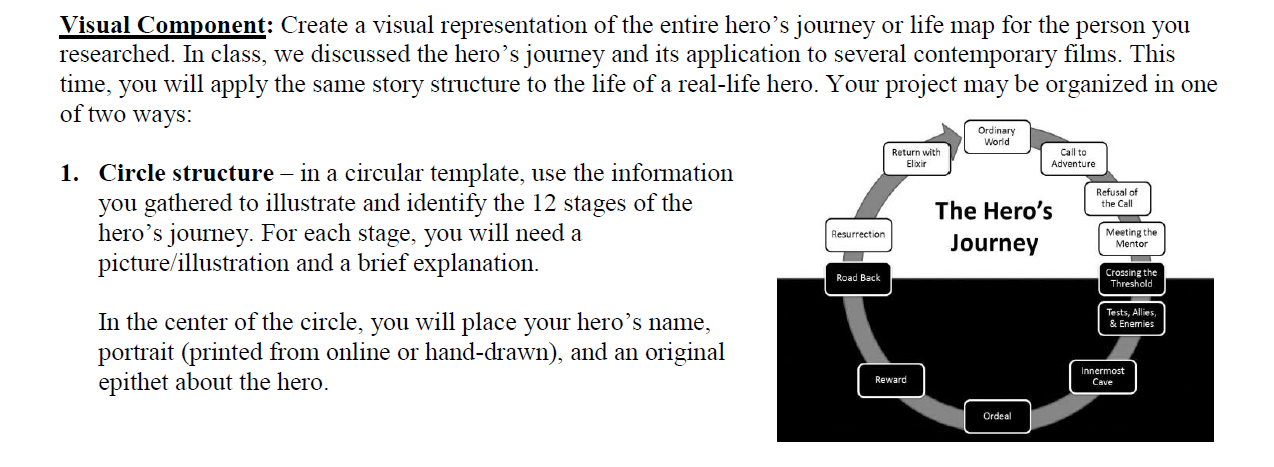 Visual Component: Create a visual representation of the entire hero’s journey or life map for the person you
researched. In class, we discussed the hero’s journey and its application to several contemporary films. This
time, you will apply the same story structure to the life of a real-life hero. Your project may be organized in one
of two ways:
1. Circle structure – in a circular template, use the information
you gathered to illustrate and identify the 12 stages of the
hero’s journey. For each stage, you will need a
picture/illustration and a brief explanation.
In the center of the circle, you will place your hero’s name,
portrait (printed from online or hand-drawn), and an original
epithet about the hero.
The Hero’s
Journey
Ordinary
World
Call to
Adventure
Refusal of
the Call
Meeting the
Mentor
Crossing the
Threshold
Tests, Allies,
& Enemies
Innermost
Cave
Ordeal
Reward
Road Back
Resurrection
Return with
Elixir